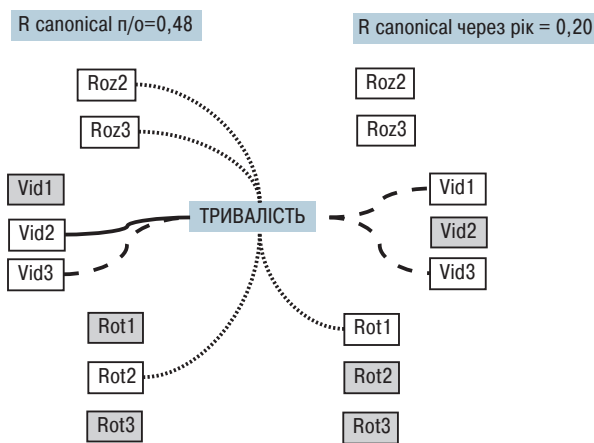 R canonical п/о=0,48
R canonical через рік = 0,20
Roz2
Roz2
Roz3
Roz3
Vid1
Vid1
Vid2
ТРИВАЛІСТЬ
Vid2
Vid3
Vid3
Rot1
Rot1
Rot2
Rot2
Rot3
Rot3